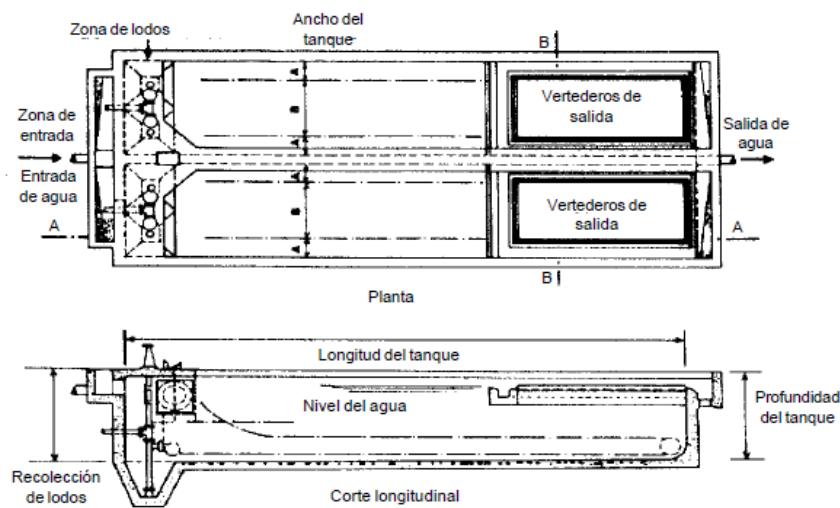 Zona de lodos
Ancho del
tanque
B
A
B
A
Zona de
entrada
Entrada
de agua
Vertederos de
salida
Salida de
agua
A
B
A
Vertederos de
salida
A
A
B
Planta
Longitud del tanque
Nivel del agua
Profundidad
del tanque
Recolección
de lodos
Corte longitudinal